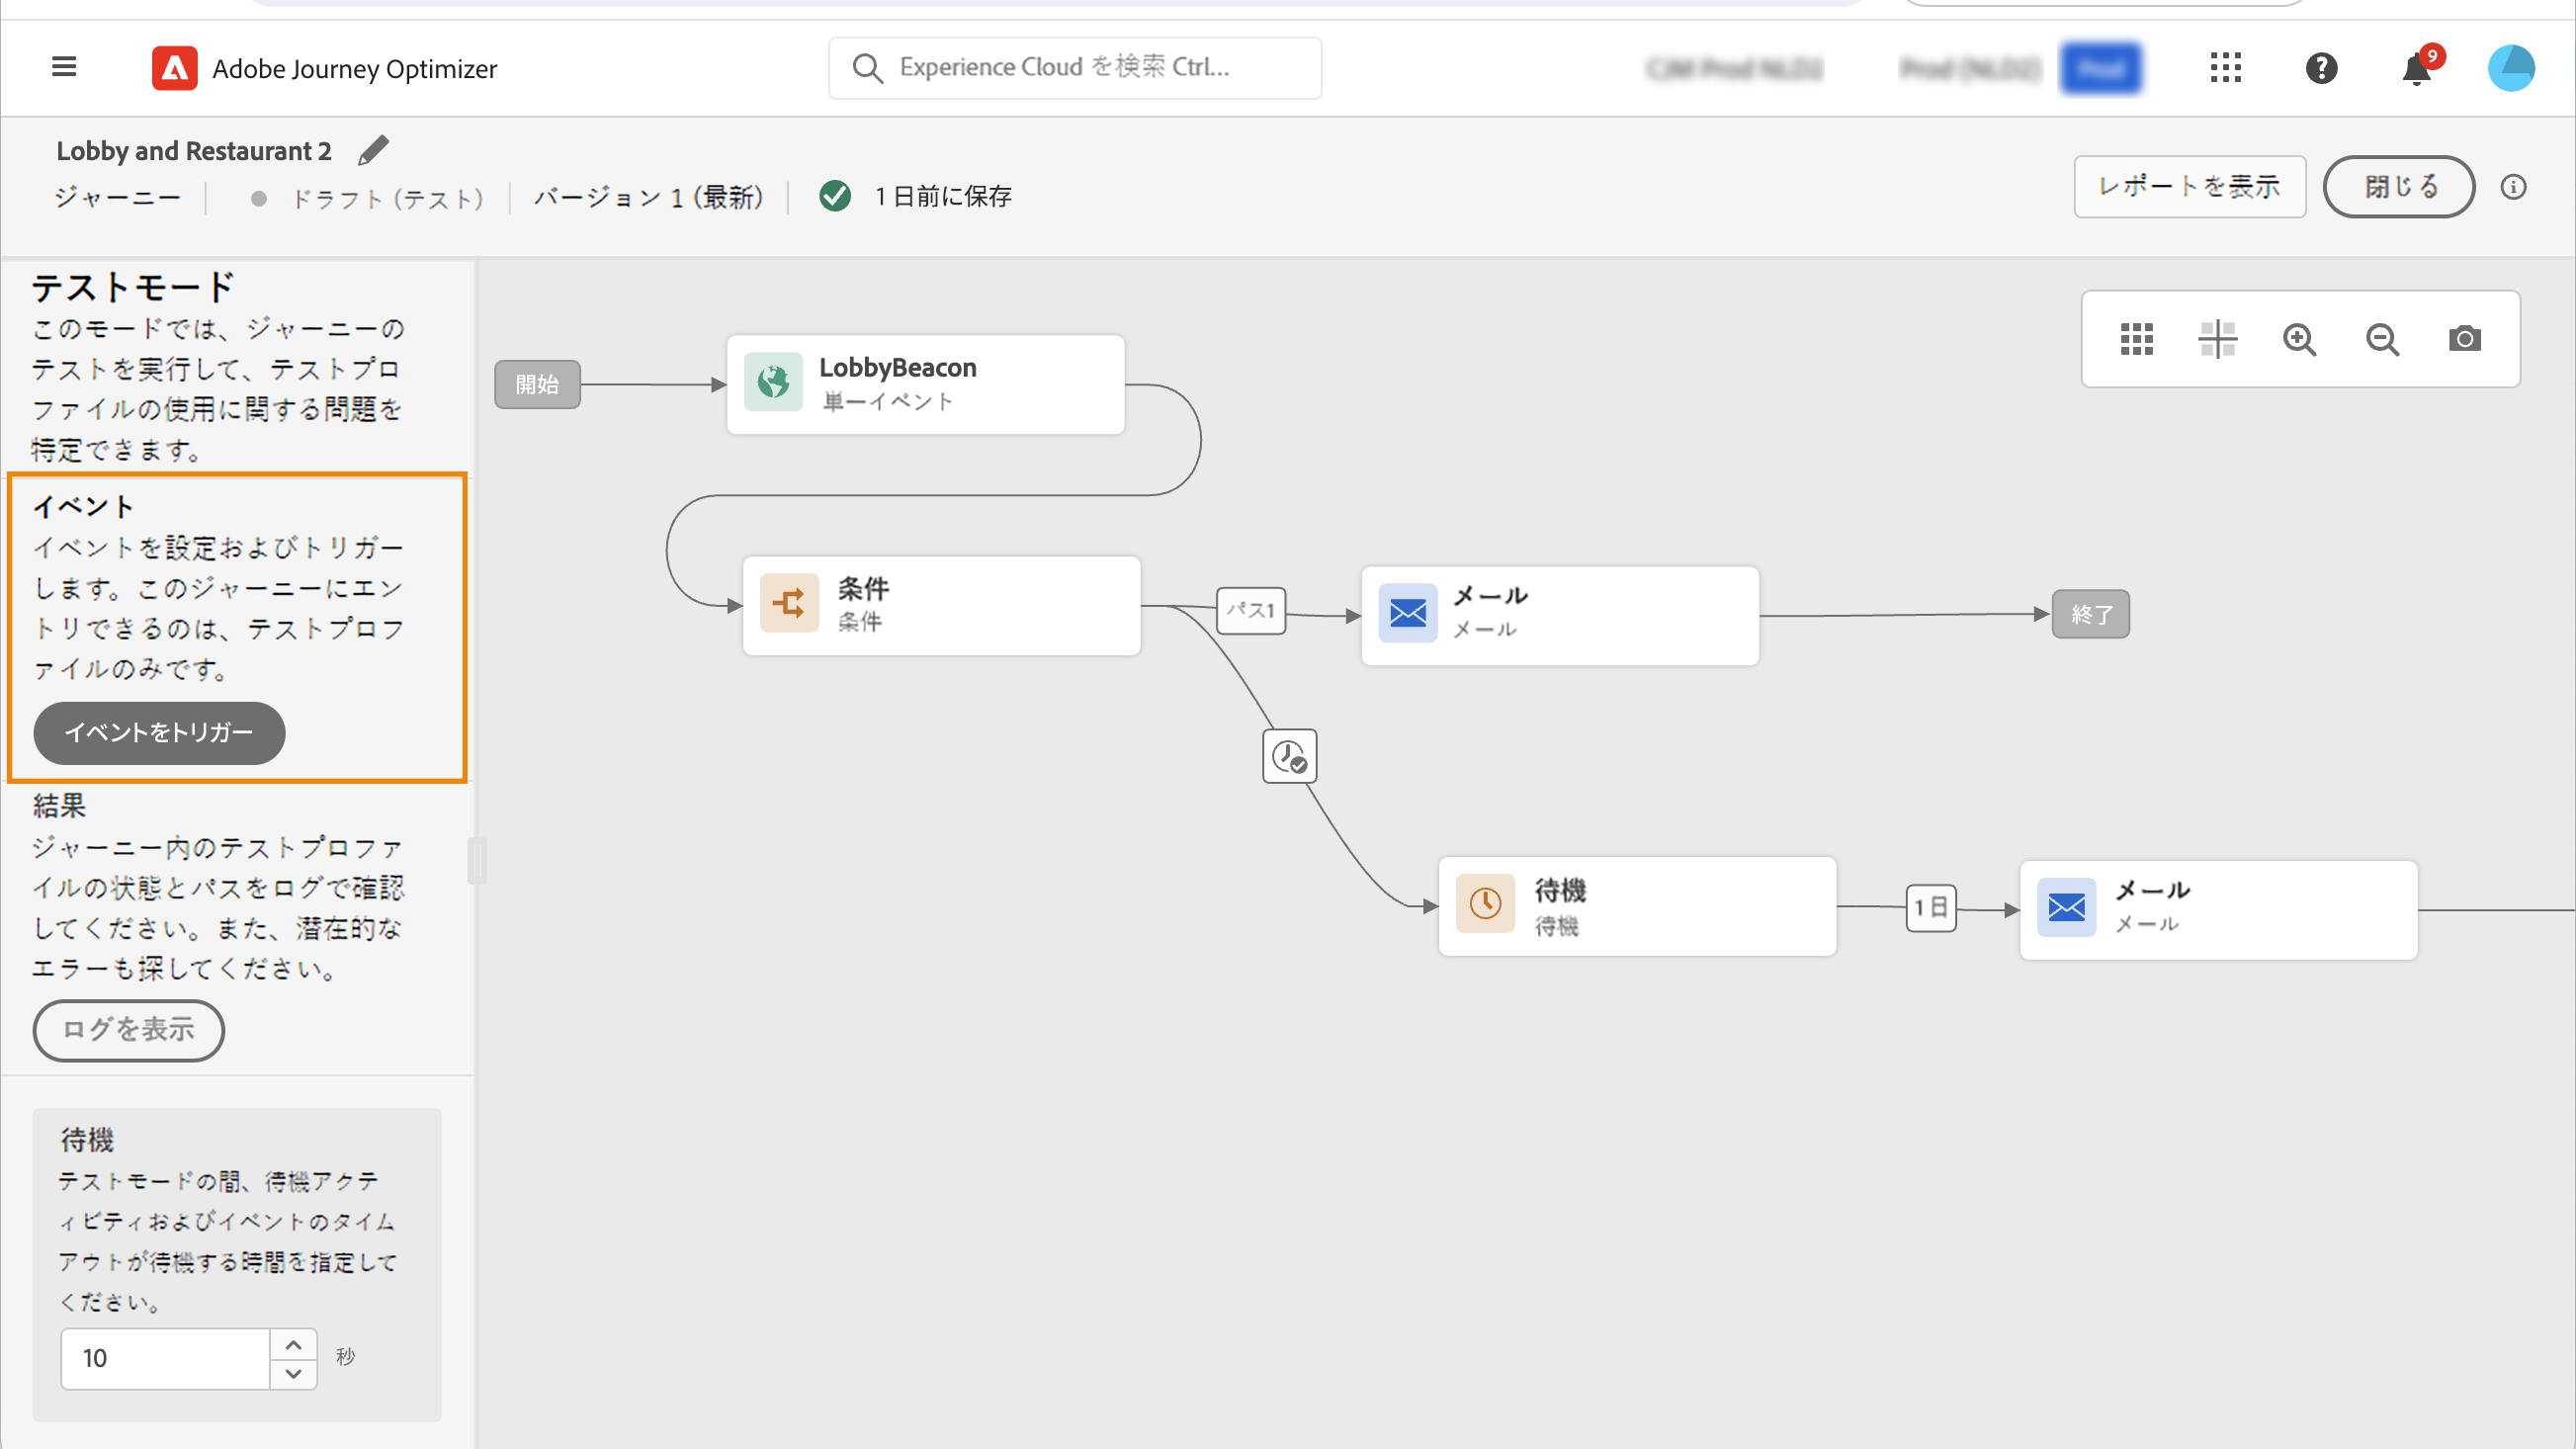 Adobe Journey Optimizer
Experience Cloud を検索 Ctrl...
9
Lobby and Restaurant 2
ジャーニー
ドラフト (テスト)
バージョン 1 (最新)
1 日前に保存
レポートを表示
閉じる
テストモード
このモードでは、ジャーニーの
テストを実行して、テストプロ
ファイルの使用に関する問題を
特定できます。
イベント
イベントを設定およびトリガー
します。このジャーニーにエン
トリできるのは、テストプロフ
ァイルのみです。
イベントをトリガー
結果
ジャーニー内のテストプロファ
イルの状態とパスをログで確認
してください。また、潜在的な
エラーも探してください。
ログを表示
待機
テストモードの間、待機アクテ
ィビティおよびイベントのタイム
アウトが待機する時間を指定して
ください。
10
秒
開始
LobbyBeacon
単一イベント
条件
条件
パス1
メール
メール
終了
待機
待機
1 日
メール
メール